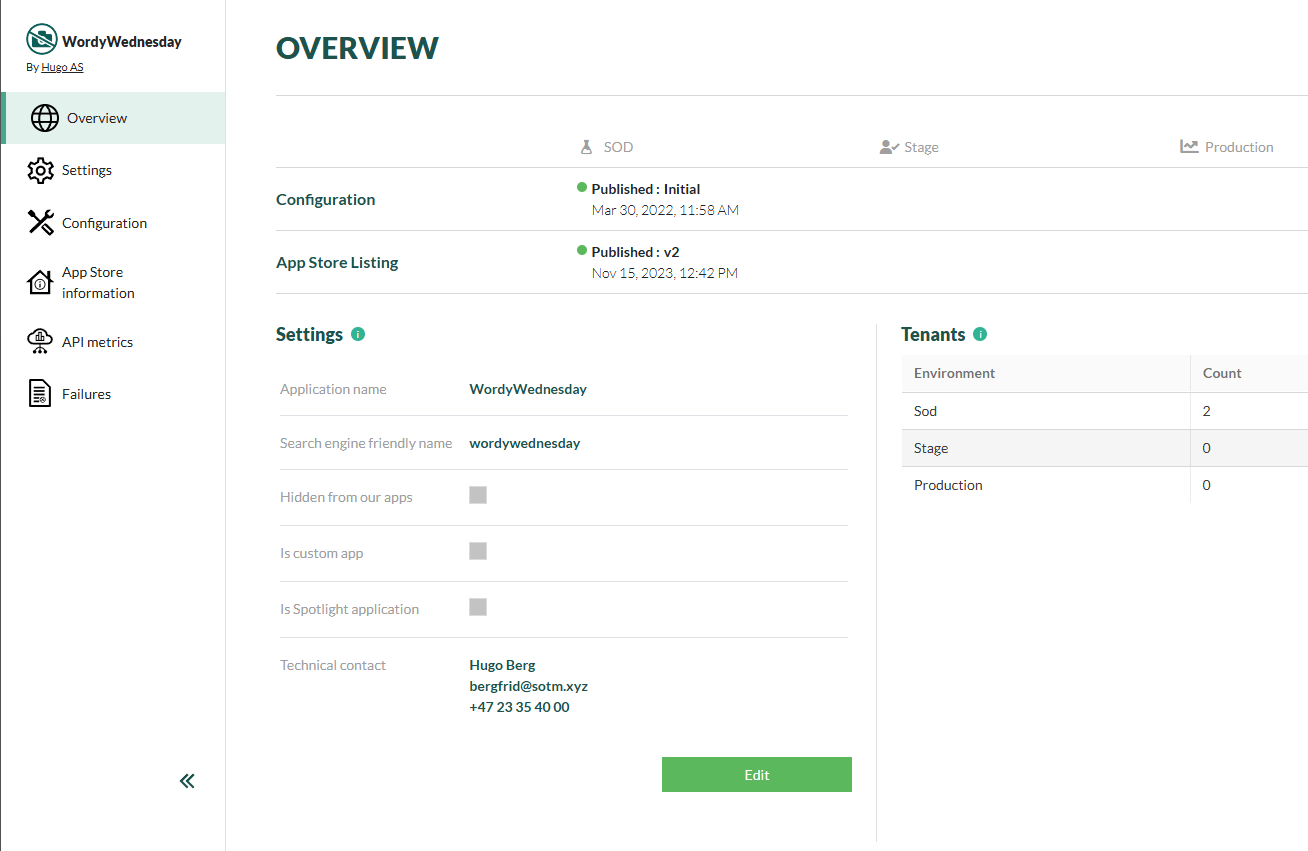 WordyWednesday
By Hugo AS
Overview
Settings
Configuration
App Store
information
API metrics
Failures
OVERVIEW
SOD Stage Production
Configuration
Published : Initial
Mar 30, 2022, 11:58 AM
App Store Listing
Published : v2
Nov 15, 2023, 12:42 PM
Settings
Application name WordyWednesday
Search engine friendly name wordywednesday
Hidden from our apps
Is custom app
Is Spotlight application
Technical contact Hugo Berg
bergfrid@sotm.xyz
+47 23 35 40 00
Edit
Tenants
Environment Count
Sod 2
Stage 0
Production 0